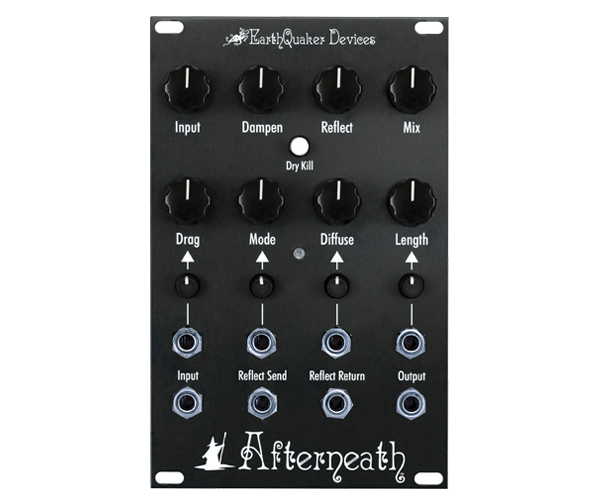 EarthQuaker Devices
Input Dampen Reflect Mix
Dry Kill
Drag Mode Diffuse Length
Input Reflect Send Reflect Return Output
Afterneath